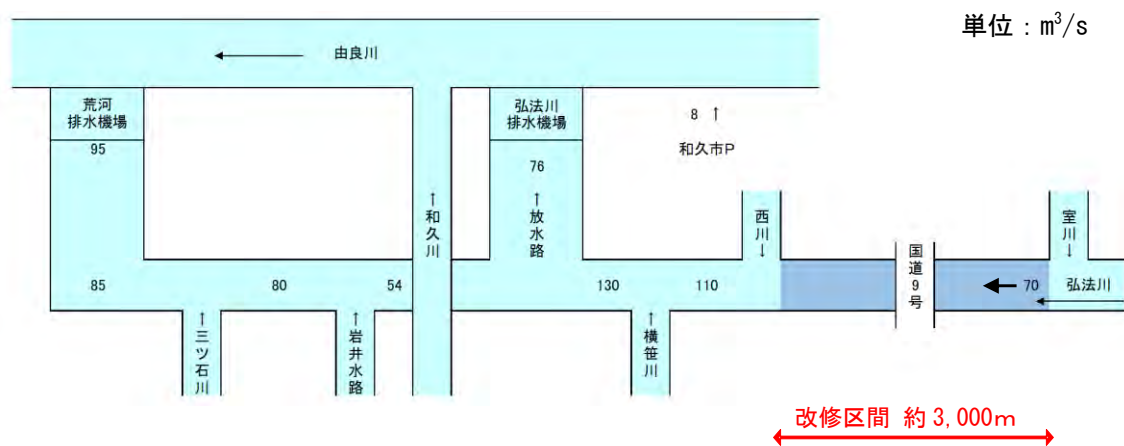 単位：m³/s
←由良川
荒河
排水機場
95
弘法川
排水機場
76
8 ↑
和久市P
↑和久川
↑放水路
西川↓
国道9号
室川↓
85
80
54
130
110
←70
弘法川
↑三ツ石川
↑岩井水路
↑横笹川
改修区間 約3,000m